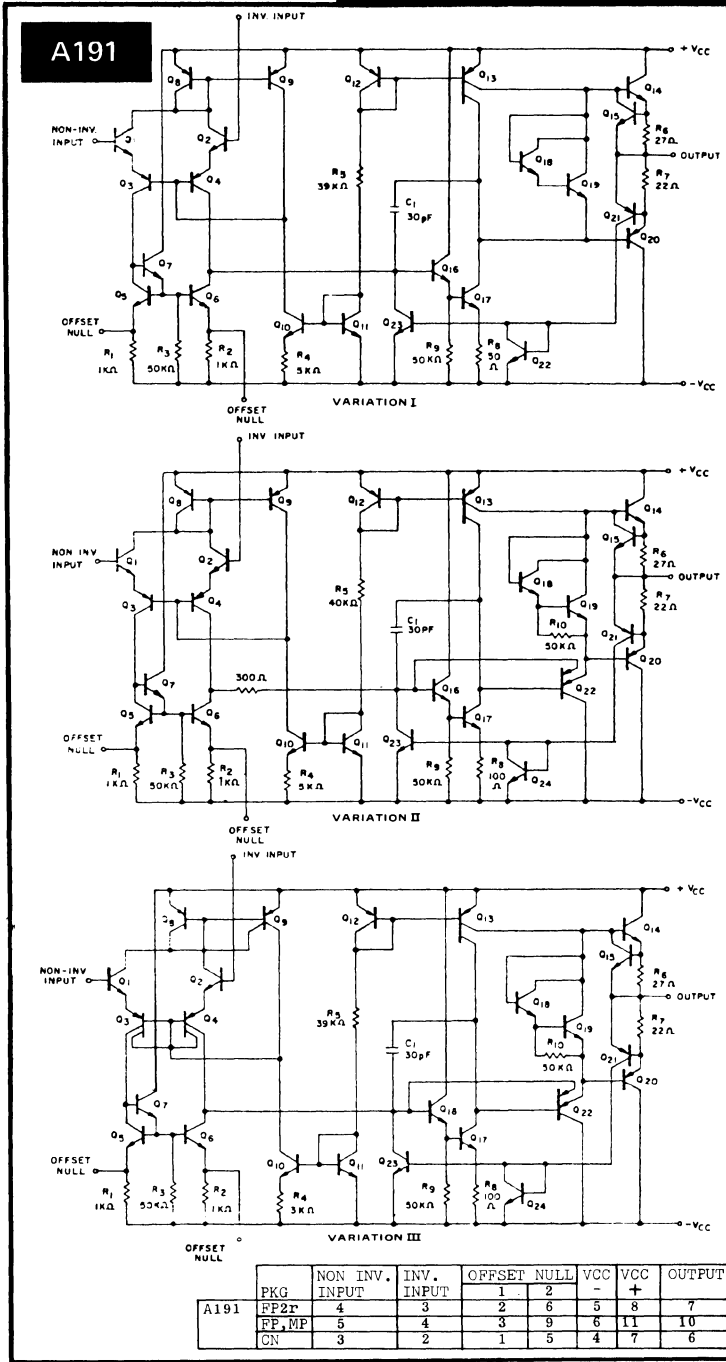 A191
INV. INPUT
+ VCC
Q8
Q9
Q12
Q13
Q14
Q15
R6
27Ω
NON-INV.
INPUT
Q1
Q2
OUTPUT
R5
39KΩ
Q18
Q19
R7
22Ω
Q3
Q4
C1
30pF
Q21
Q20
Q7
Q16
Q5
Q6
Q17
OFFSET
NULL
Q10
Q11
Q23
Q22
R1
1KΩ
R3
50KΩ
R2
1KΩ
R4
5KΩ
R9
50KΩ
R8
50
Ω
-VCC
VARIATION I
OFFSET
NULL
INV INPUT
+ VCC
Q8
Q9
Q12
Q13
Q14
Q15
R6
27Ω
NON INV
INPUT
Q1
Q2
OUTPUT
R5
40KΩ
Q18
Q19
R7
22Ω
Q3
Q4
C1
30PF
R10
50KΩ
Q21
Q20
300Ω
Q7
Q16
Q22
Q5
Q6
Q17
OFFSET
NULL
Q10
Q11
Q23
Q24
R1
1KΩ
R3
50KΩ
R2
1KΩ
R4
5KΩ
R9
50KΩ
R8
100
Ω
-VCC
VARIATION II
OFFSET
NULL
INV INPUT
+ VCC
Q9
Q12
Q13
Q14
Q15
R6
27Ω
NON-INV
INPUT
Q1
Q2
OUTPUT
R5
39KΩ
Q18
Q19
R7
22Ω
Q3
Q4
C1
30pF
R10
50KΩ
Q21
Q20
Q7
Q22
Q5
Q6
Q17
OFFSET
NULL
Q10
Q11
Q23
Q24
R1
1KΩ
R3
50KΩ
R2
1KΩ
R4
3KΩ
R9
50KΩ
R8
100
Ω
-VCC
VARIATION III
OFFSET
NULL
NON INV. INV. OFFSET NULL VCC VCC OUTPUT
PKG INPUT INPUT 1 2 - +
A191 FP2r 4 3 2 6 5 8 7
FP,MP 5 4 3 9 6 11 10
CN 3 2 1 5 4 7 6